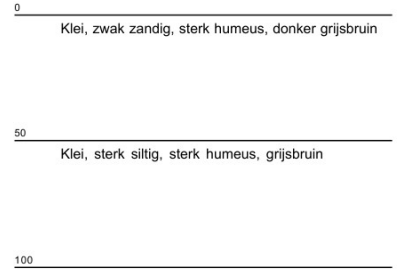 0
Klei, zwak zandig, sterk humeus, donker grijsbruin
50
Klei, sterk siltig, sterk humeus, grijsbruin
100